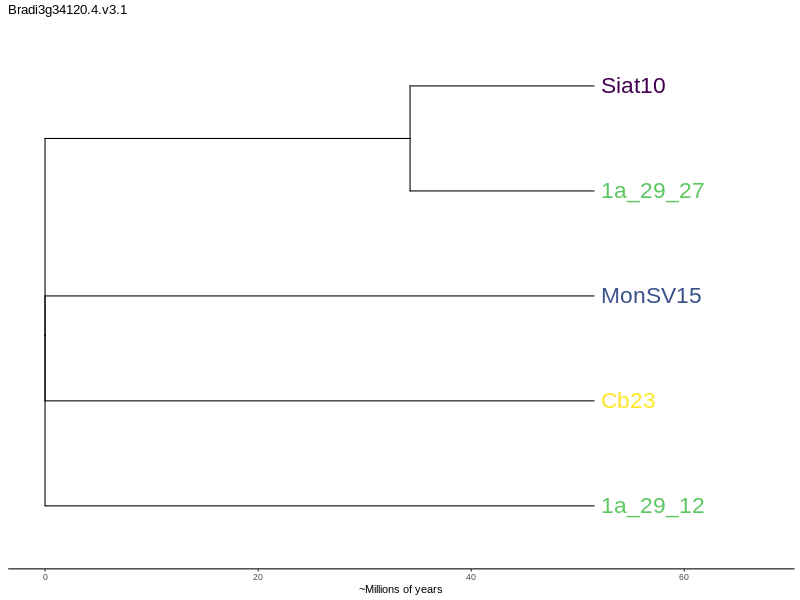 Bradi3g34120.4.v3.1
Siat10
1a_29_27
MonSV15
Cb23
1a_29_12
0 20 40 60
~Millions of years